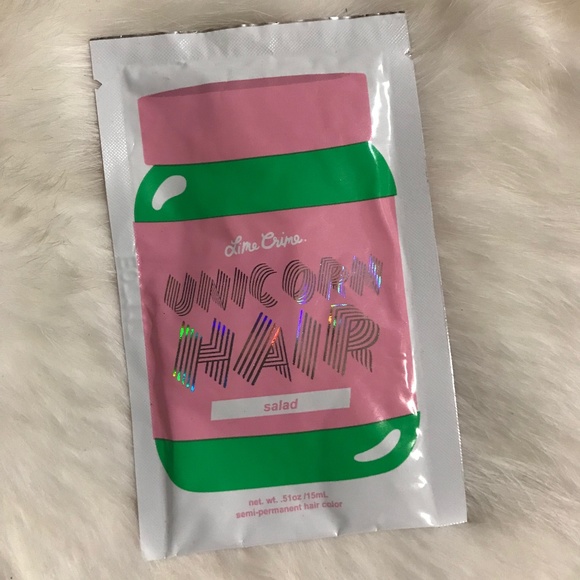 Lime Crime.
UNICORN
HAIR
salad
net. wt. .51oz /15mL
semi-permanent hair color